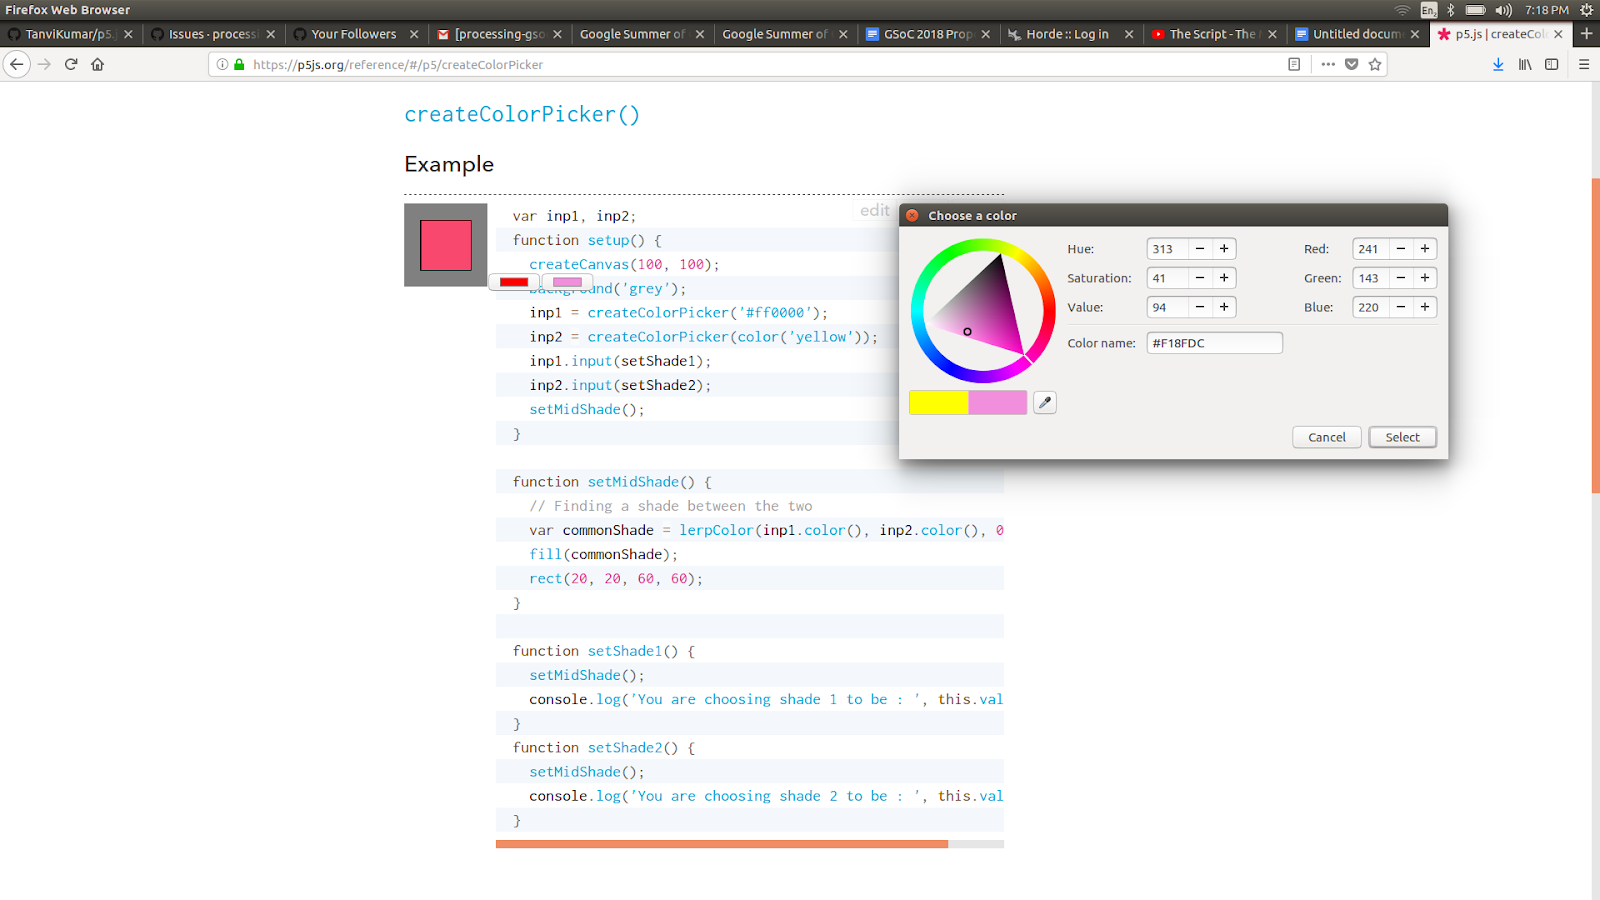 Firefox Web Browser
En2
7:18 PM
TanviKumar/p5.j
Issues · processin
Your Followers
[processing-gso
Google Summer of
Google Summer of
GSoC 2018 Prop
Horde :: Log in
The Script - The
Untitled docum
p5.js | createColo
https://p5js.org/reference/#/p5/createColorPicker
createColorPicker()
Example
edit
var inp1, inp2;
function setup() {
createCanvas(100, 100);
background('grey');
inp1 = createColorPicker('#ff0000');
inp2 = createColorPicker(color('yellow'));
inp1.input(setShade1);
inp2.input(setShade2);
setMidShade();
}
function setMidShade() {
// Finding a shade between the two
var commonShade = lerpColor(inp1.color(), inp2.color(), 0
fill(commonShade);
rect(20, 20, 60, 60);
}
function setShade1() {
setMidShade();
console.log('You are choosing shade 1 to be : ', this.val
}
function setShade2() {
setMidShade();
console.log('You are choosing shade 2 to be : ', this.val
}
Choose a color
Hue: 313 − + Red: 241 − +
Saturation: 41 − + Green: 143 − +
Value: 94 − + Blue: 220 − +
Color name: #F18FDC
Cancel Select